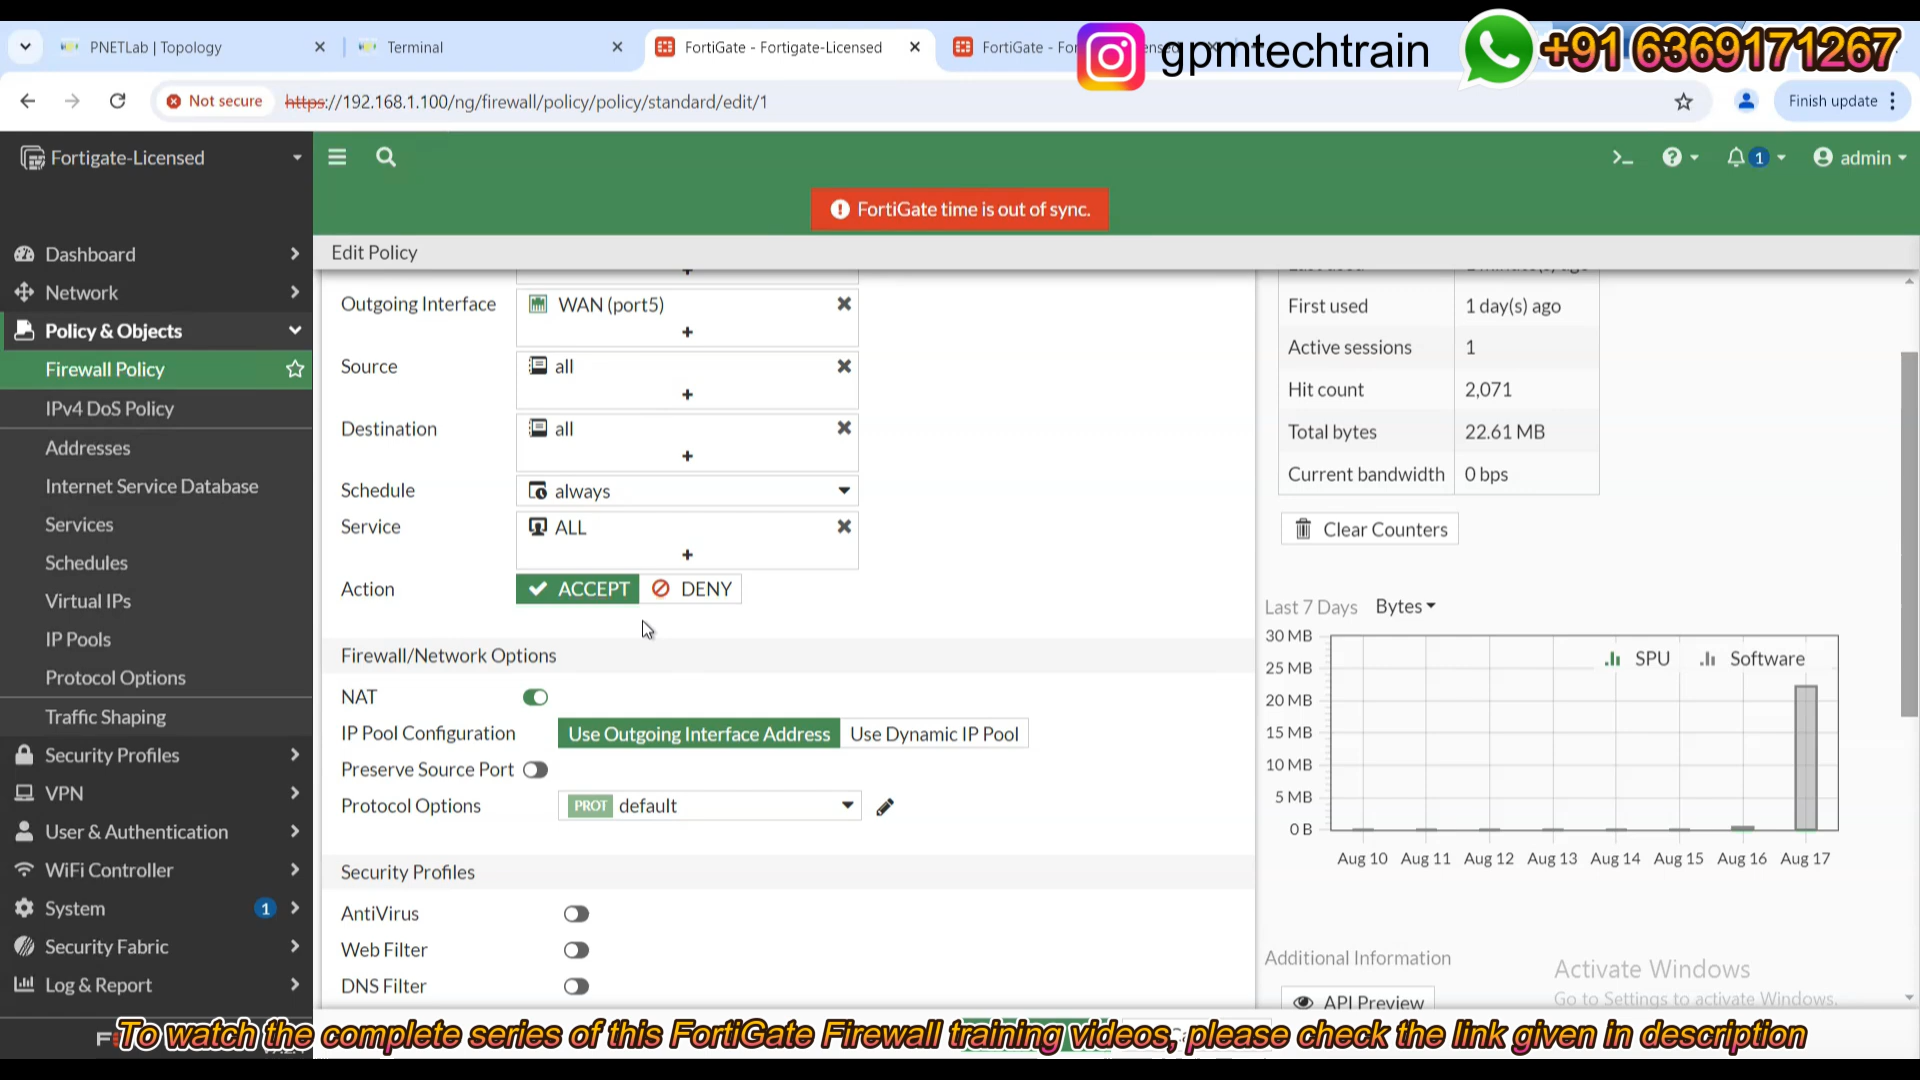 PNETLab | Topology
Terminal
FortiGate - Fortigate-Licensed
FortiGate - For
gpmtechtrain
+91 6369171267
Not secure
https://192.168.1.100/ng/firewall/policy/policy/standard/edit/1
Finish update
Fortigate-Licensed
1
admin
FortiGate time is out of sync.
Edit Policy
Dashboard
Network
Policy & Objects
Firewall Policy
IPv4 DoS Policy
Addresses
Internet Service Database
Services
Schedules
Virtual IPs
IP Pools
Protocol Options
Traffic Shaping
Security Profiles
VPN
User & Authentication
WiFi Controller
System 1
Security Fabric
Log & Report
Outgoing Interface WAN (port5)
Source all
Destination all
Schedule always
Service ALL
Action ACCEPT DENY
Firewall/Network Options
NAT
IP Pool Configuration Use Outgoing Interface Address Use Dynamic IP Pool
Preserve Source Port
Protocol Options PROT default
Security Profiles
AntiVirus
Web Filter
DNS Filter
First used 1 day(s) ago
Active sessions 1
Hit count 2,071
Total bytes 22.61 MB
Current bandwidth 0 bps
Clear Counters
Last 7 Days Bytes
30 MB
25 MB
20 MB
15 MB
10 MB
5 MB
0 B
SPU Software
Aug 10 Aug 11 Aug 12 Aug 13 Aug 14 Aug 15 Aug 16 Aug 17
Additional Information
API Preview
Activate Windows
Go to Settings to activate Windows.
To watch the complete series of this FortiGate Firewall training videos, please check the link given in description